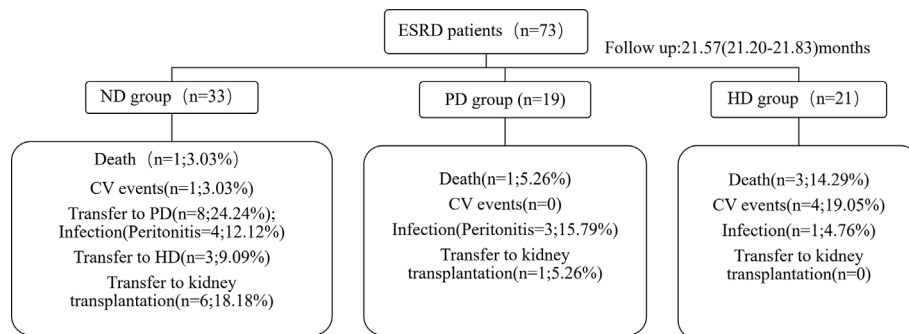 ESRD patients（n=73）
Follow up:21.57(21.20-21.83)months
ND group（n=33）
PD group (n=19)
HD group（n=21）
Death（n=1;3.03%）
CV events(n=1;3.03%)
Transfer to PD(n=8;24.24%);
Infection(Peritonitis=4;12.12%)
Transfer to HD(n=3;9.09%)
Transfer to kidney
transplantation(n=6;18.18%)
Death(n=1;5.26%)
CV events(n=0)
Infection(Peritonitis=3;15.79%)
Transfer to kidney
transplantation(n=1;5.26%)
Death(n=3;14.29%)
CV events(n=4;19.05%)
Infection(n=1;4.76%)
Transfer to kidney
transplantation(n=0)